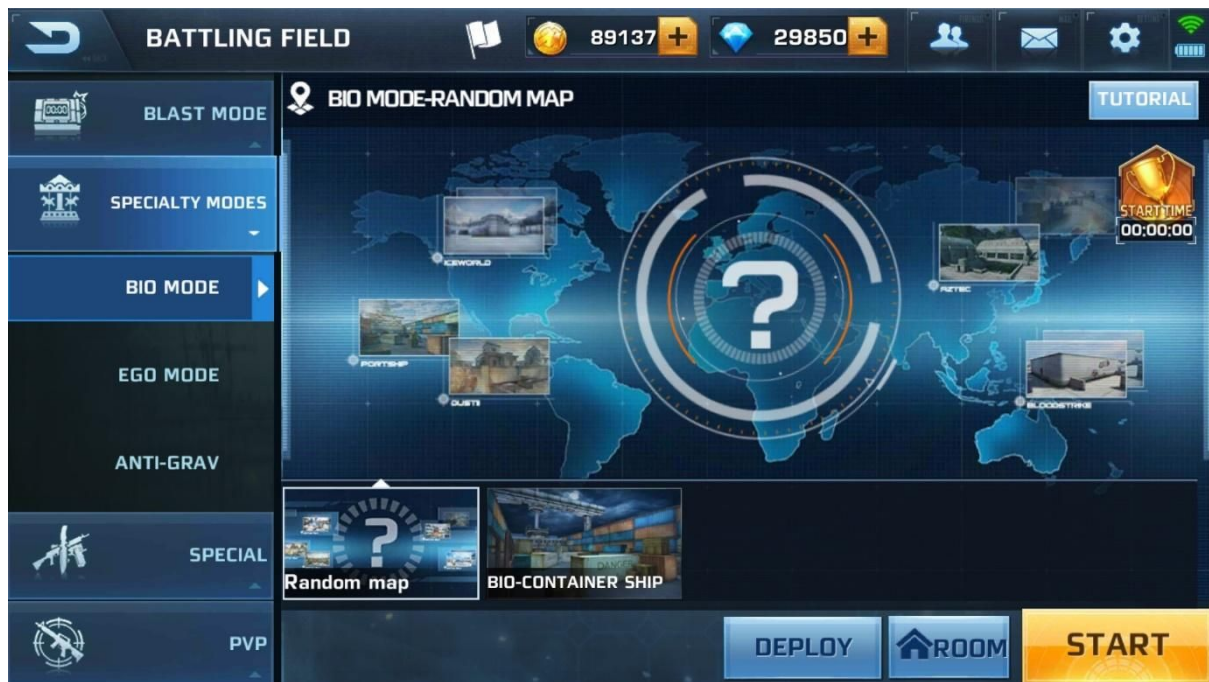 BATTLING FIELD
89137
29850
BLAST MODE
BIO MODE-RANDOM MAP
TUTORIAL
SPECIALTY MODES
START TIME
00:00:00
ICEWORLD
AZTEC
BIO MODE
PORTSHIP
DUSTII
BLOODSTRIKE
EGO MODE
ANTI-GRAV
SPECIAL
Random map
BIO-CONTAINER SHIP
DANGER
PVP
DEPLOY
ROOM
START